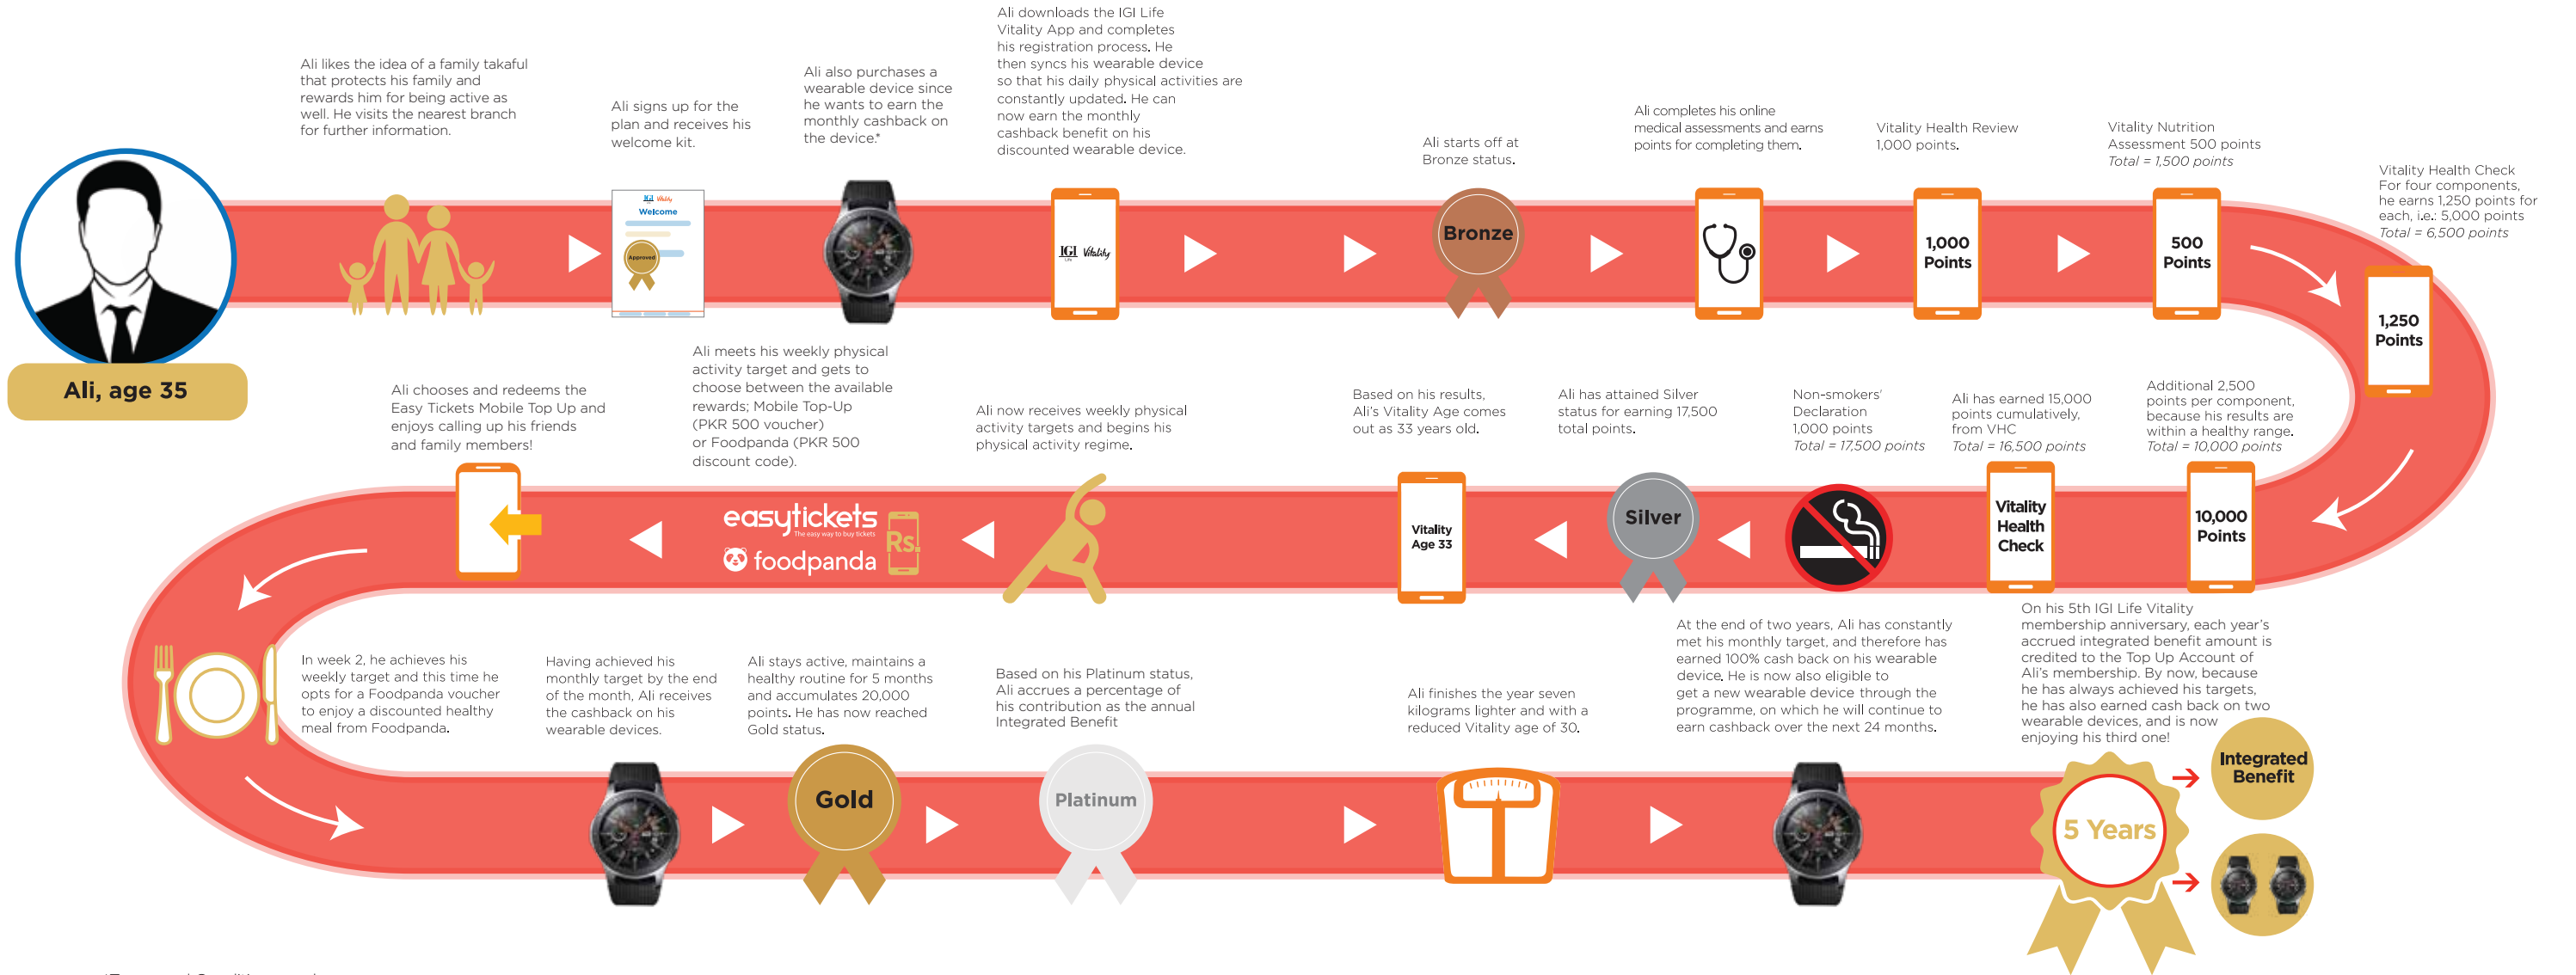 Ali likes the idea of a family takaful
that protects his family and
rewards him for being active as
well. He visits the nearest branch
for further information.
Ali signs up for the
plan and receives his
welcome kit.
Ali also purchases a
wearable device since
he wants to earn the
monthly cashback on
the device.*
Ali downloads the IGI Life
Vitality App and completes
his registration process. He
then syncs his wearable device
so that his daily physical activities are
constantly updated. He can
now earn the monthly
cashback benefit on his
discounted wearable device.
Ali starts off at
Bronze status.
Ali completes his online
medical assessments and earns
points for completing them.
Vitality Health Review
1,000 points.
Vitality Nutrition
Assessment 500 points
Total = 1,500 points
Vitality Health Check
For four components,
he earns 1,250 points for
each, i.e.: 5,000 points
Total = 6,500 points
Ali, age 35
IGI Vitality
Welcome
Approved
IGI Vitality
Life
Bronze
1,000
Points
500
Points
1,250
Points
Additional 2,500
points per component,
because his results are
within a healthy range.
Total = 10,000 points
10,000
Points
Ali has earned 15,000
points cumulatively,
from VHC
Total = 16,500 points
Vitality
Health
Check
Non-smokers'
Declaration
1,000 points
Total = 17,500 points
Ali has attained Silver
status for earning 17,500
total points.
Silver
Based on his results,
Ali's Vitality Age comes
out as 33 years old.
Vitality
Age 33
Ali now receives weekly physical
activity targets and begins his
physical activity regime.
Ali meets his weekly physical
activity target and gets to
choose between the available
rewards; Mobile Top-Up
(PKR 500 voucher)
or Foodpanda (PKR 500
discount code).
easytickets
The easy way to buy tickets
foodpanda
Rs.
Ali chooses and redeems the
Easy Tickets Mobile Top Up and
enjoys calling up his friends
and family members!
In week 2, he achieves his
weekly target and this time he
opts for a Foodpanda voucher
to enjoy a discounted healthy
meal from Foodpanda.
Having achieved his
monthly target by the end
of the month, Ali receives
the cashback on his
wearable devices.
Ali stays active, maintains a
healthy routine for 5 months
and accumulates 20,000
points. He has now reached
Gold status.
Gold
Based on his Platinum status,
Ali accrues a percentage of
his contribution as the annual
Integrated Benefit
Platinum
Ali finishes the year seven
kilograms lighter and with a
reduced Vitality age of 30.
At the end of two years, Ali has constantly
met his monthly target, and therefore has
earned 100% cash back on his wearable
device. He is now also eligible to
get a new wearable device through the
programme, on which he will continue to
earn cashback over the next 24 months.
On his 5th IGI Life Vitality
membership anniversary, each year's
accrued integrated benefit amount is
credited to the Top Up Account of
Ali's membership. By now, because
he has always achieved his targets,
he has also earned cash back on two
wearable devices, and is now
enjoying his third one!
5 Years
Integrated
Benefit